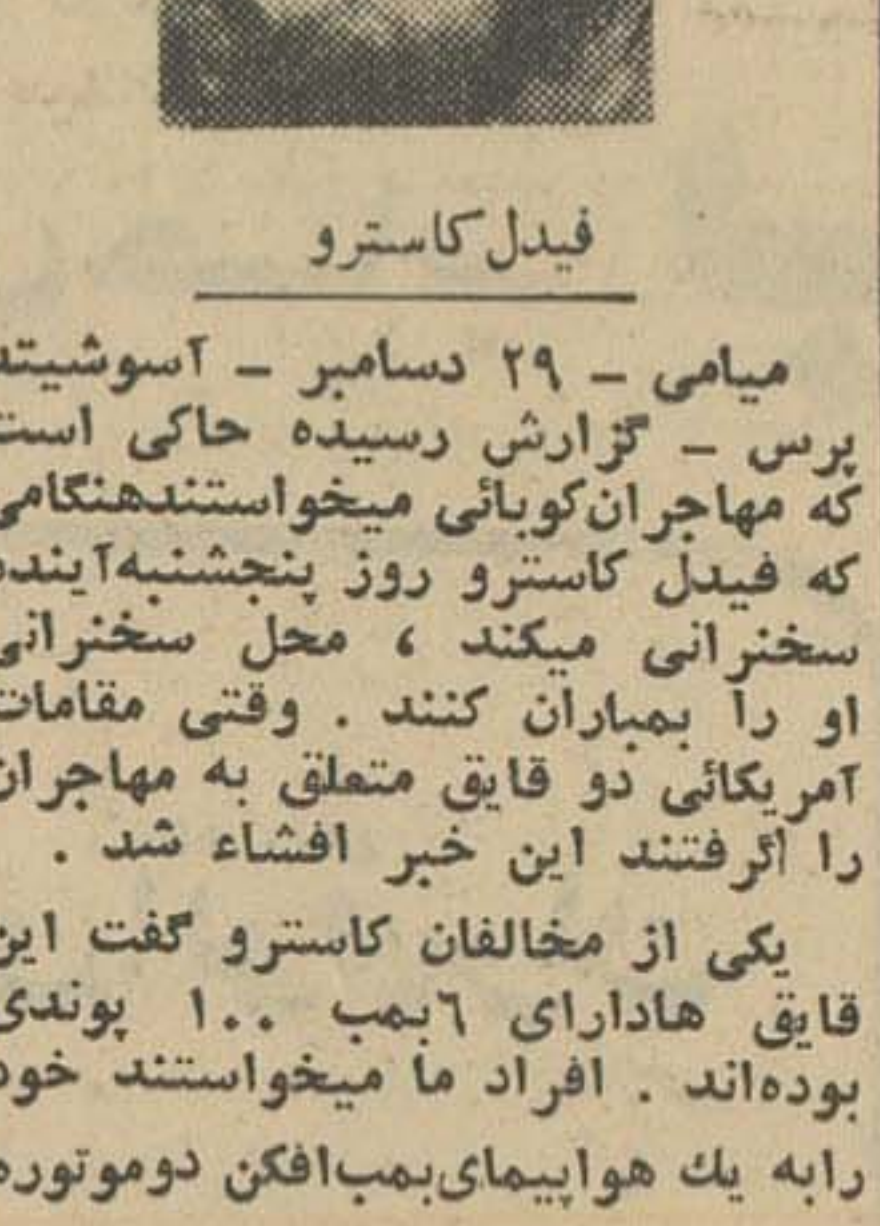 فیدل کاسترو
میامی – ۲۹ دسامبر – آسوشیتد
پرس – گزارش رسیده حاکی است
که مهاجران‌کوبائی میخواستندهنگامی
که فیدل کاسترو روز پنجشنبه‌آینده
سخنرانی میکند ، محل سخنرانی
او را بمباران کنند . وقتی مقامات
آمریکائی دو قایق متعلق به مهاجران
را گرفتند این خبر افشاء شد .
یکی از مخالفان کاسترو گفت این
قایق هادارای ٦بمب ۱۰۰ پوندی
بوده‌اند . افراد ما میخواستند خود
رابه یك هواپیمای‌بمب‌افکن دوموتوره